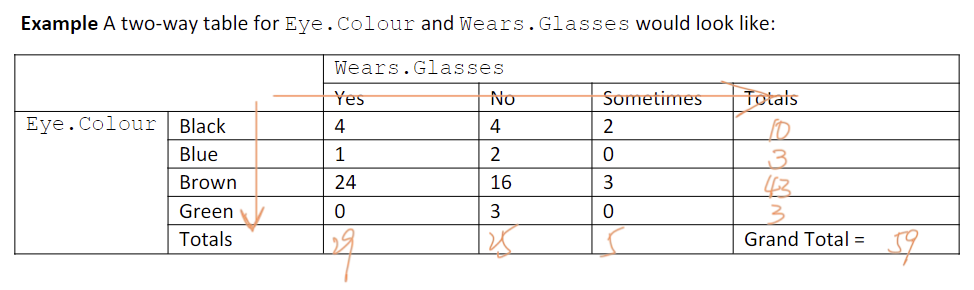 Example A two-way table for Eye.Colour and Wears.Glasses would look like:
Wears.Glasses
Yes No Sometimes Totals
Eye.Colour Black 4 4 2 10
Blue 1 2 0 3
Brown 24 16 3 43
Green 0 3 0 3
Totals 29 25 5 Grand Total = 59